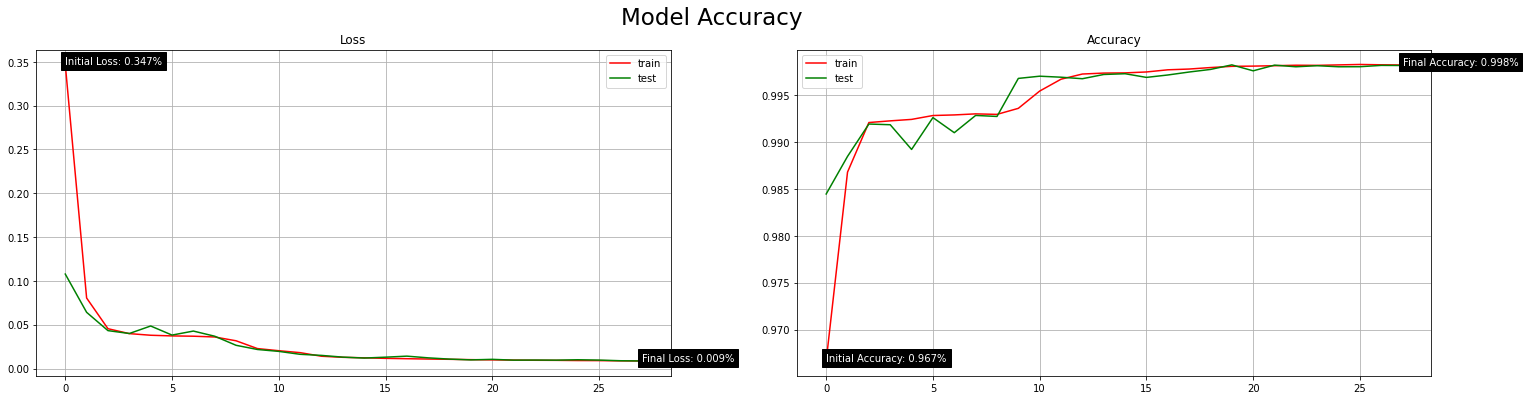 Model Accuracy
Loss
Initial Loss: 0.347%
train
test
0.35
0.30
0.25
0.20
0.15
0.10
0.05
0.00
Final Loss: 0.009%
0 5 10 15 20 25
Accuracy
train
test
Final Accuracy: 0.998%
0.995
0.990
0.985
0.980
0.975
0.970
Initial Accuracy: 0.967%
0 5 10 15 20 25